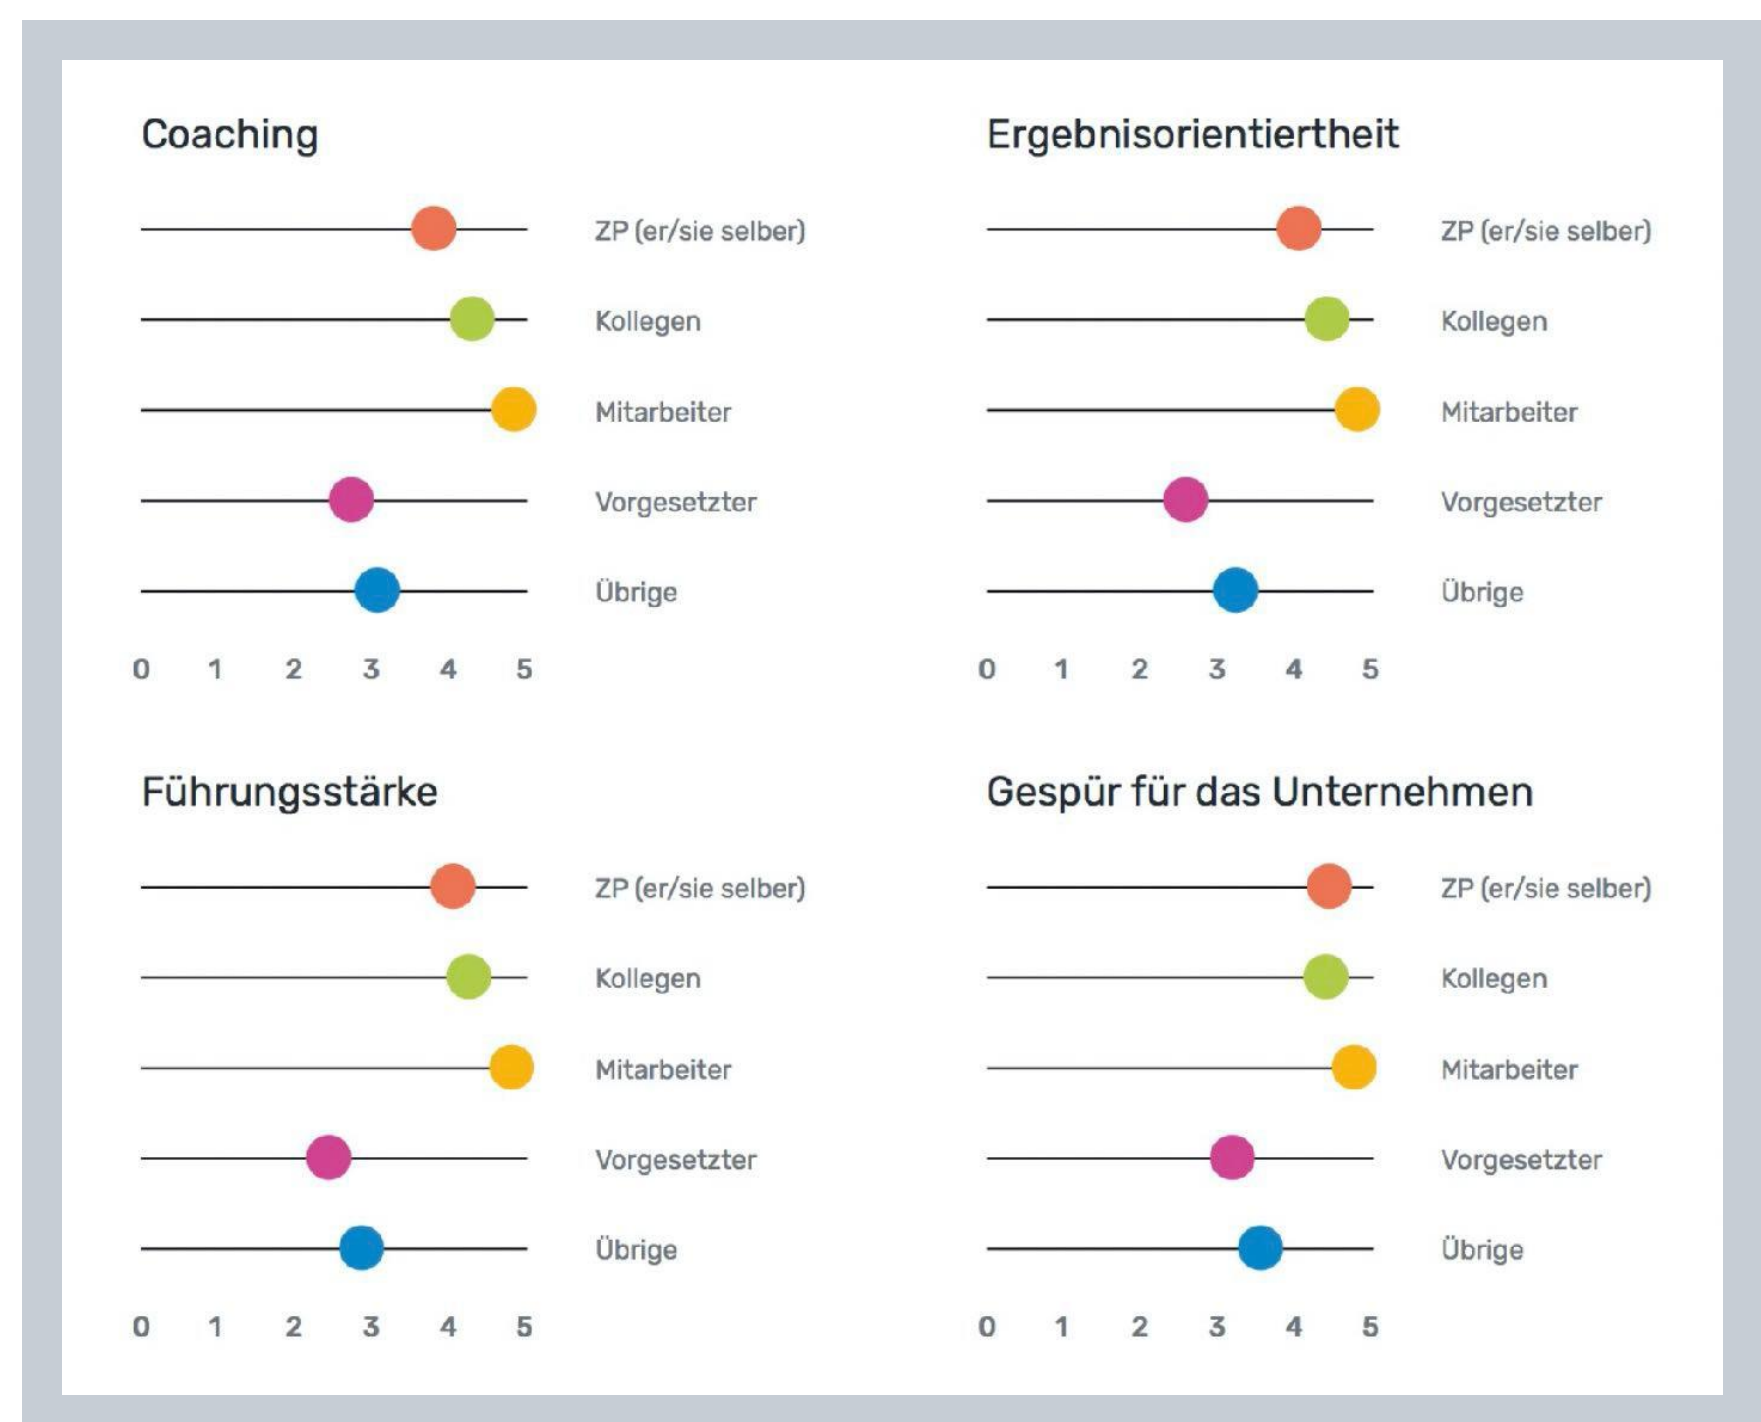 Coaching
ZP (er/sie selber)
Kollegen
Mitarbeiter
Vorgesetzter
Übrige
0 1 2 3 4 5
Ergebnisorientiertheit
ZP (er/sie selber)
Kollegen
Mitarbeiter
Vorgesetzter
Übrige
0 1 2 3 4 5
Führungsstärke
ZP (er/sie selber)
Kollegen
Mitarbeiter
Vorgesetzter
Übrige
0 1 2 3 4 5
Gespür für das Unternehmen
ZP (er/sie selber)
Kollegen
Mitarbeiter
Vorgesetzter
Übrige
0 1 2 3 4 5